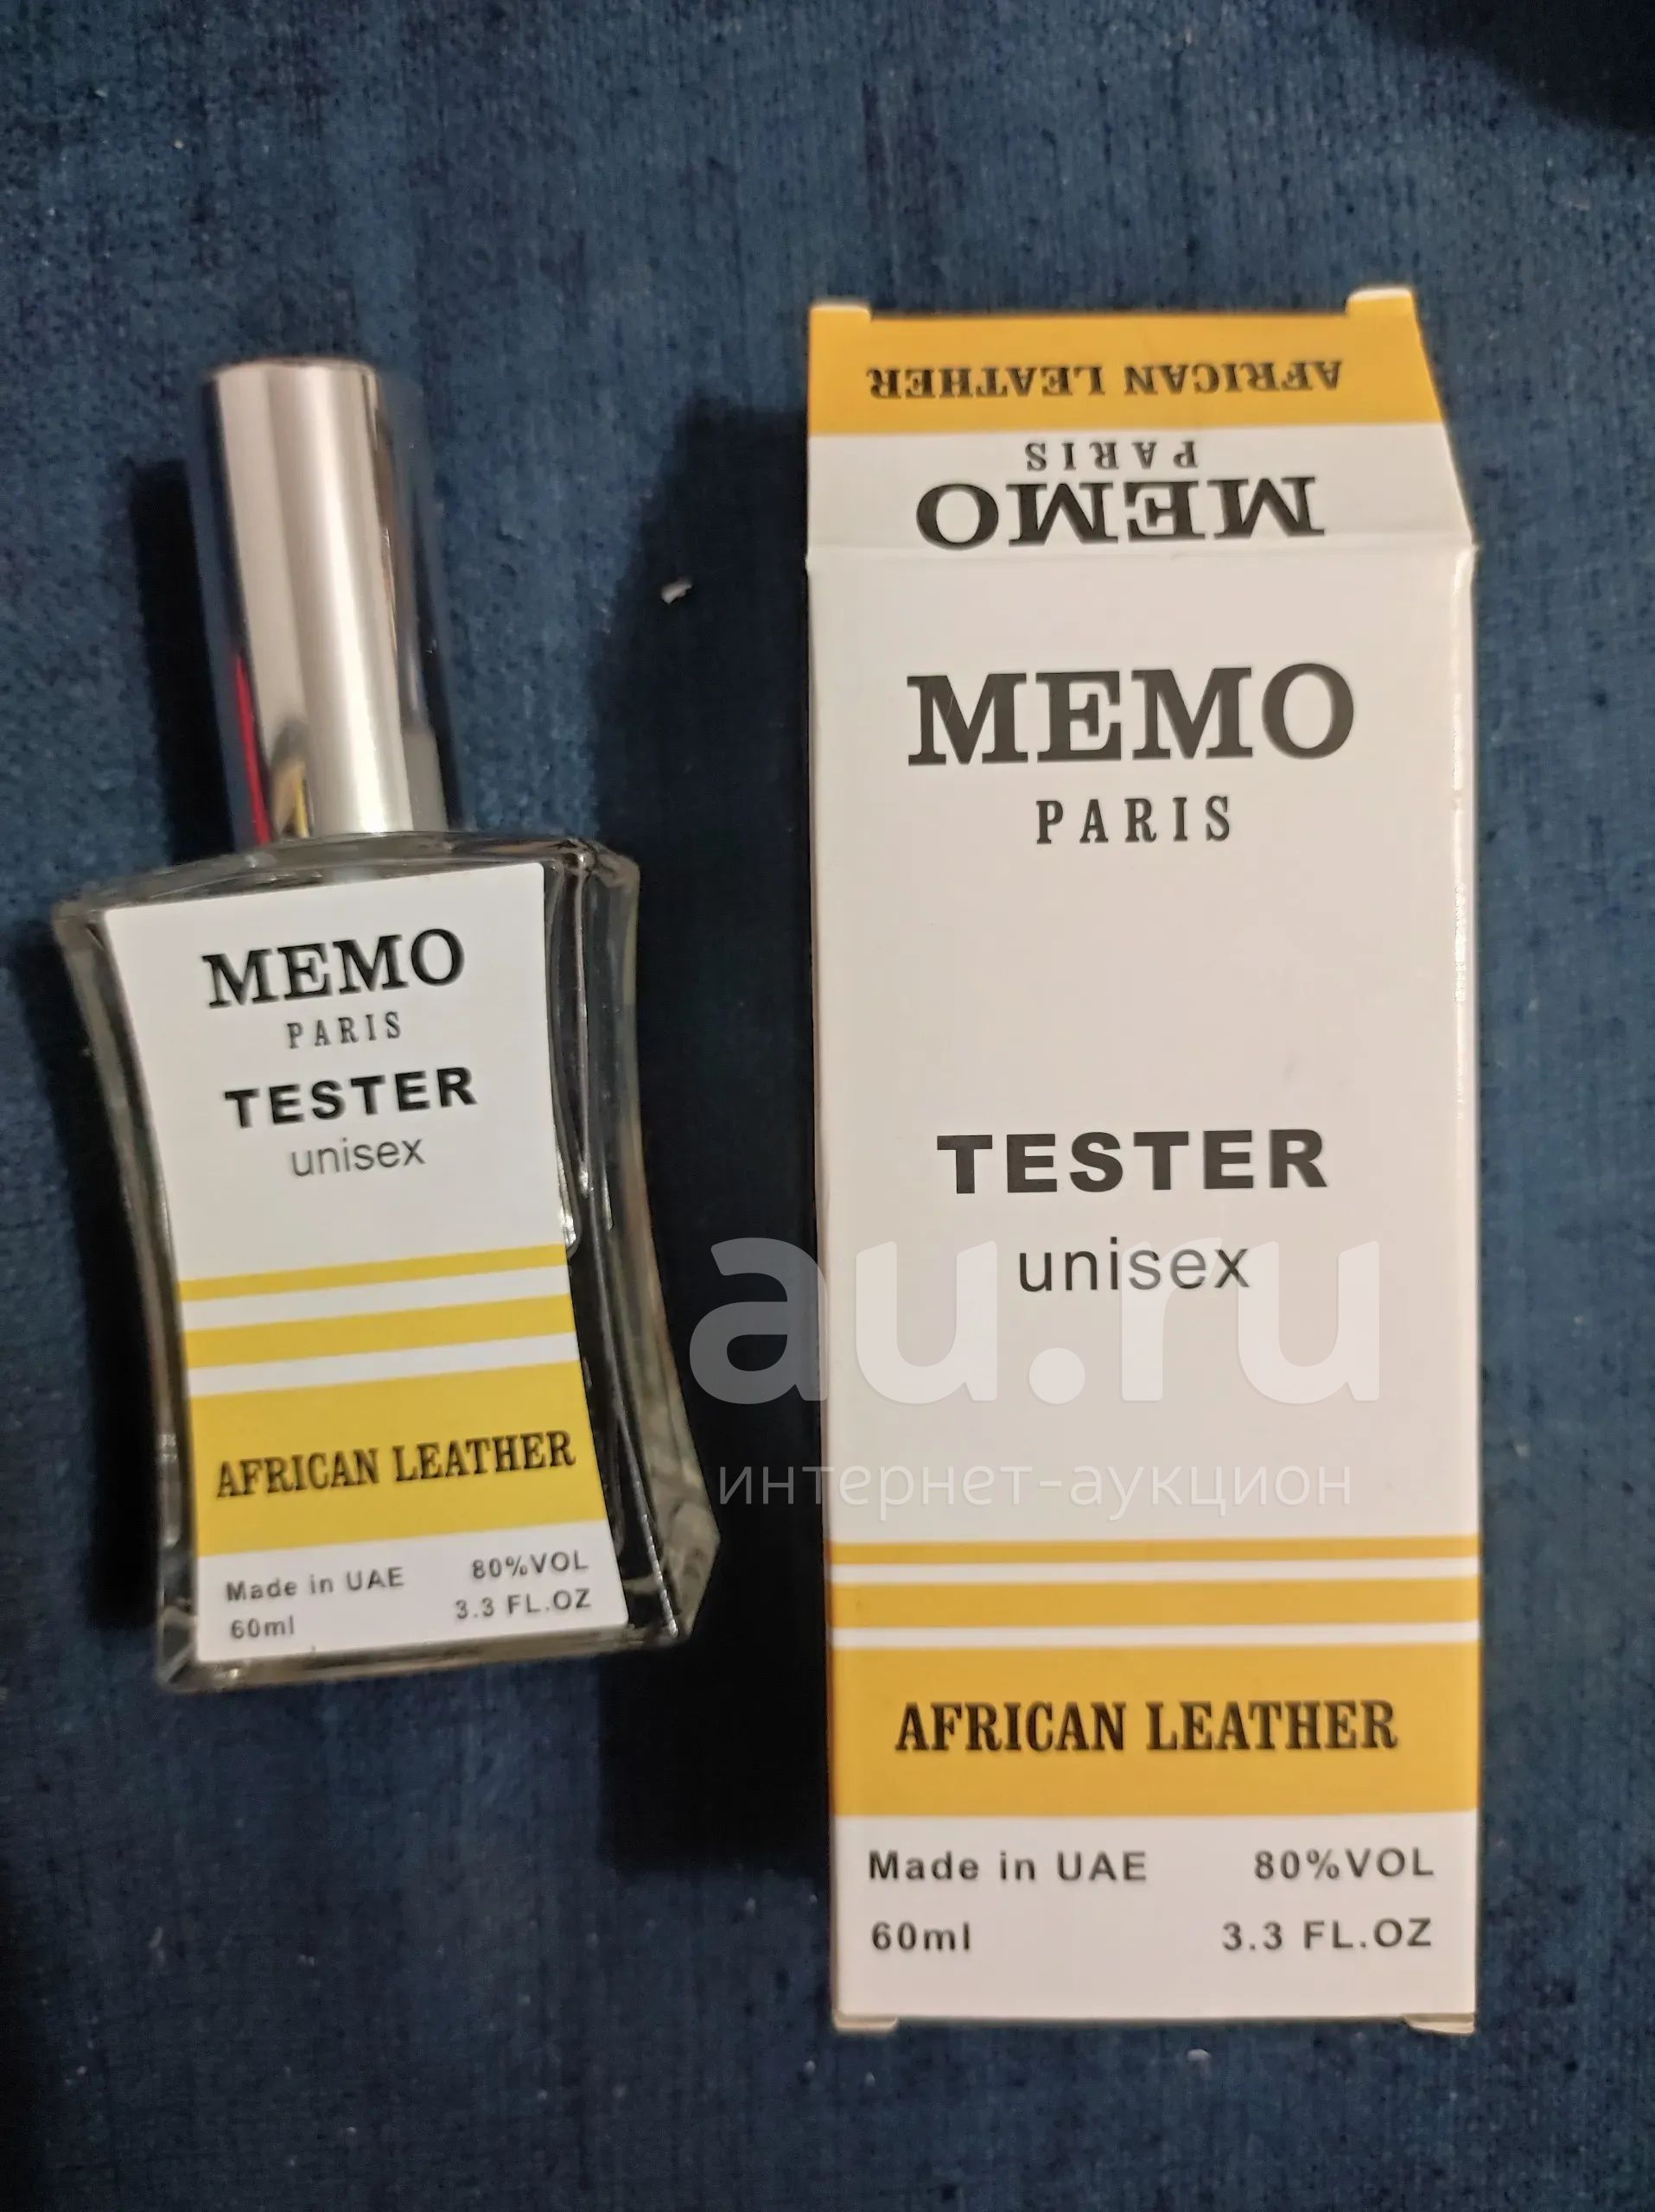 MEMO
PARIS
TESTER
unisex
AFRICAN LEATHER
Made in UAE 80%VOL
60ml 3.3 FL.OZ
AFRICAN LEATHER
PARIS
MEMO
MEMO
PARIS
TESTER
unisex
au.ru
интернет-аукцион
AFRICAN LEATHER
Made in UAE 80%VOL
60ml 3.3 FL.OZ